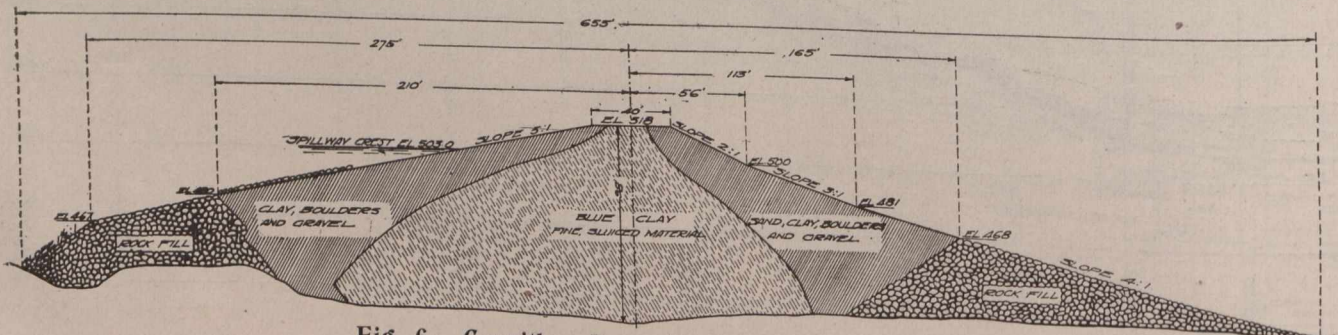 655'
275'
165'
113'
210'
56'
40'
EL 518
SPILLWAY CREST EL 503.0
SLOPE 5:1
SLOPE 2:1
EL 500
SLOPE 3:1
EL 481
EL 467
EL 468
CLAY, BOULDERS
AND GRAVEL
BLUE CLAY
FINE, SLUICED MATERIAL
SAND, CLAY, BOULDERS
AND GRAVEL
ROCK FILL
SLOPE 4:1
ROCK FILL
Fig. 6